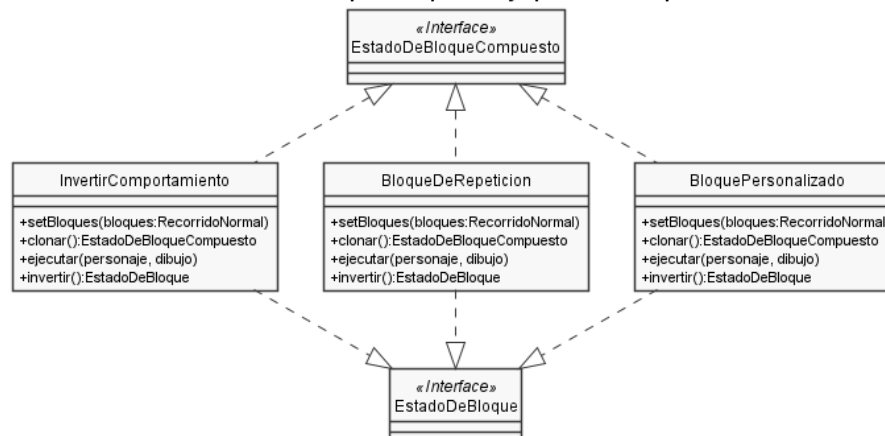 «Interface»
EstadoDeBloqueCompuesto
InvertirComportamiento
+setBloques(bloques:RecorridoNormal)
+clonar():EstadoDeBloqueCompuesto
+ejecutar(personaje, dibujo)
+invertir():EstadoDeBloque
BloqueDeRepeticion
+setBloques(bloques:RecorridoNormal)
+clonar():EstadoDeBloqueCompuesto
+ejecutar(personaje, dibujo)
+invertir():EstadoDeBloque
BloquePersonalizado
+setBloques(bloques:RecorridoNormal)
+clonar():EstadoDeBloqueCompuesto
+ejecutar(personaje, dibujo)
+invertir():EstadoDeBloque
«Interface»
EstadoDeBloque